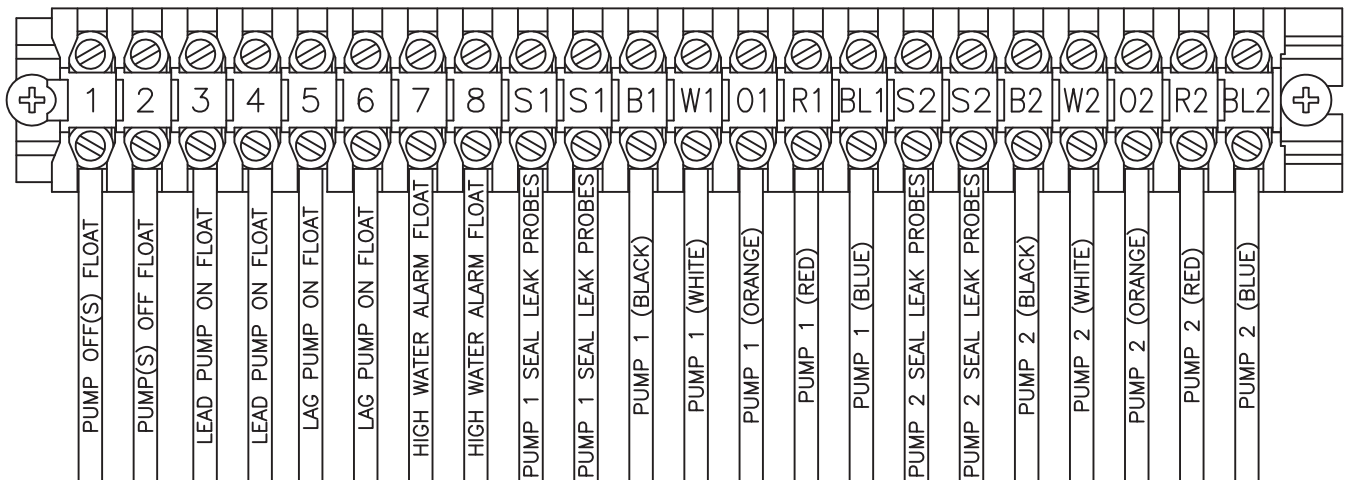 1 2 3 4 5 6 7 8 S1 S1 B1 W1 O1 R1 BL1 S2 S2 B2 W2 O2 R2 BL2
PUMP OFF(S) FLOAT
PUMP(S) OFF FLOAT
LEAD PUMP ON FLOAT
LEAD PUMP ON FLOAT
LAG PUMP ON FLOAT
LAG PUMP ON FLOAT
HIGH WATER ALARM FLOAT
HIGH WATER ALARM FLOAT
PUMP 1 SEAL LEAK PROBES
PUMP 1 SEAL LEAK PROBES
PUMP 1 (BLACK)
PUMP 1 (WHITE)
PUMP 1 (ORANGE)
PUMP 1 (RED)
PUMP 1 (BLUE)
PUMP 2 SEAL LEAK PROBES
PUMP 2 SEAL LEAK PROBES
PUMP 2 (BLACK)
PUMP 2 (WHITE)
PUMP 2 (ORANGE)
PUMP 2 (RED)
PUMP 2 (BLUE)